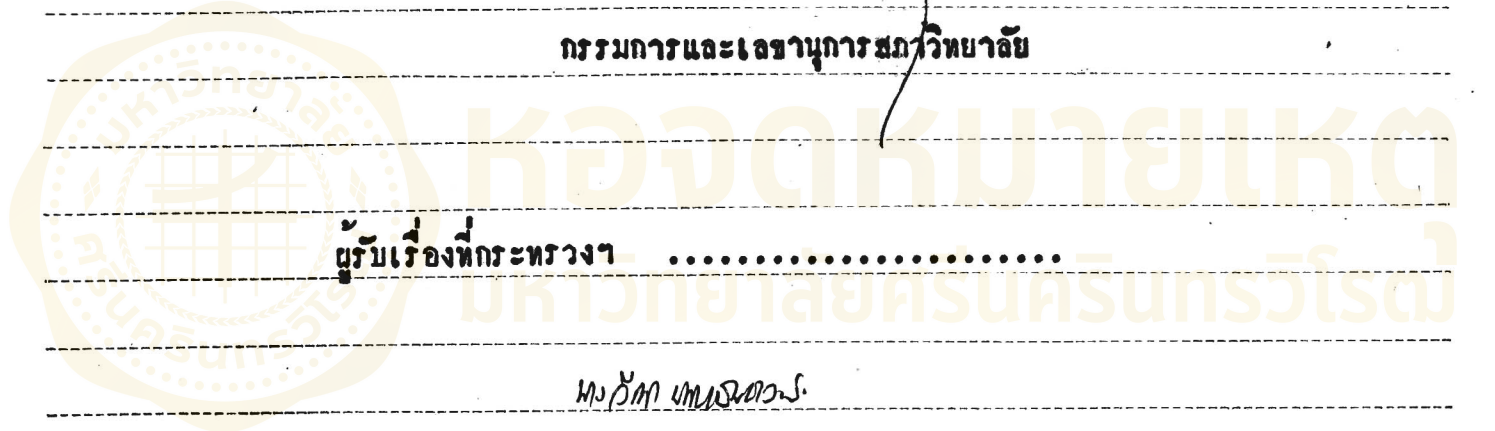 กรรมการและเลขานุการสภาวิทยาลัย
หอจดหมายเหตุ
มหาวิทยาลัยศรีนครินทรวิโรฒ
ผู้รับเรื่องที่กระทรวงฯ ........................
นาง